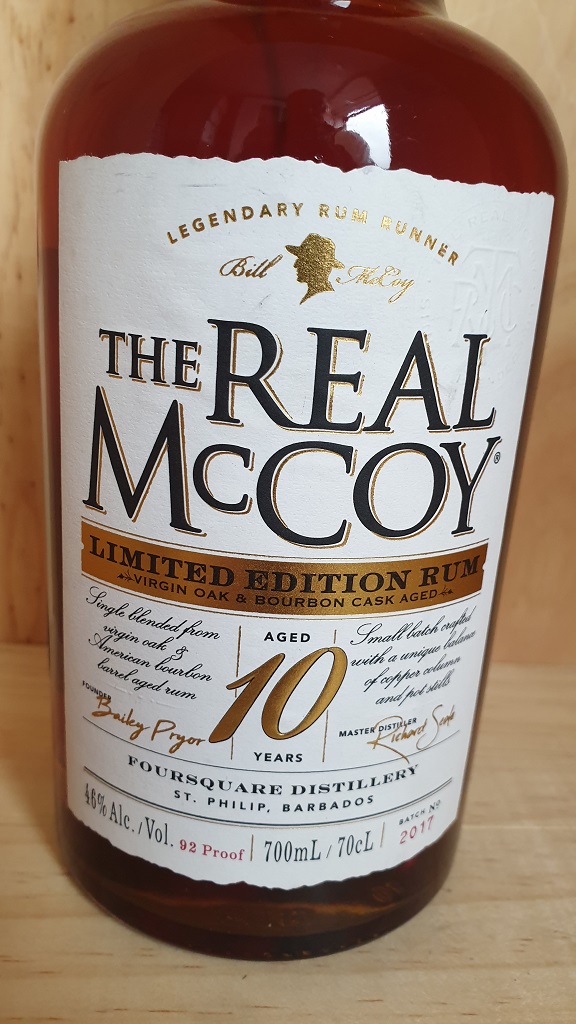 LEGENDARY RUM RUNNER
Bill McCoy
THE REAL
McCOY®
LIMITED EDITION RUM
VIRGIN OAK & BOURBON CASK AGED
Single blended from
virgin oak &
American bourbon
barrel aged rum
FOUNDER
Bailey Pryor
AGED
10
YEARS
Small batch crafted
with a unique balance
of copper column
and pot stills
MASTER DISTILLER
Richard Seale
FOURSQUARE DISTILLERY
ST. PHILIP, BARBADOS
46% Alc./Vol. 92 Proof | 700mL / 70cL |
BATCH NO
2017